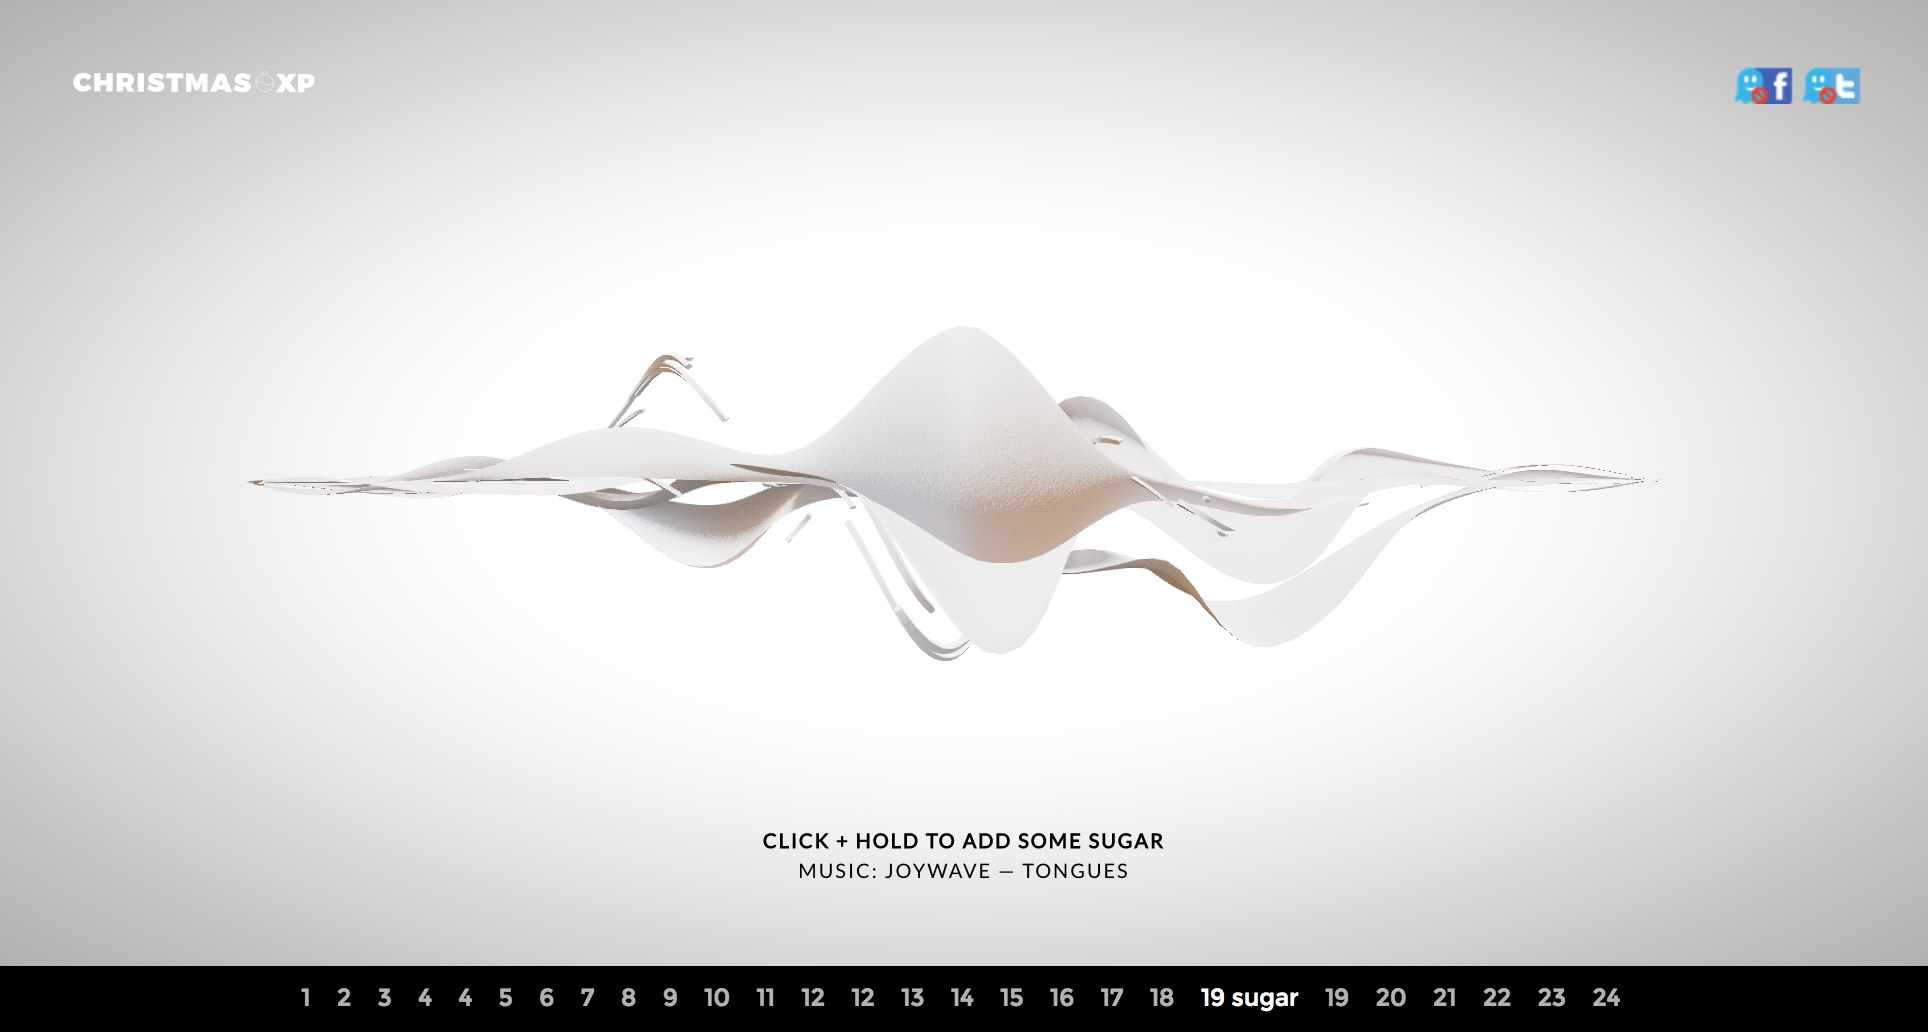 CHRISTMAS XP
f
t
CLICK + HOLD TO ADD SOME SUGAR
MUSIC: JOYWAVE — TONGUES
1 2 3 4 4 5 6 7 8 9 10 11 12 12 13 14 15 16 17 18 19 sugar 19 20 21 22 23 24